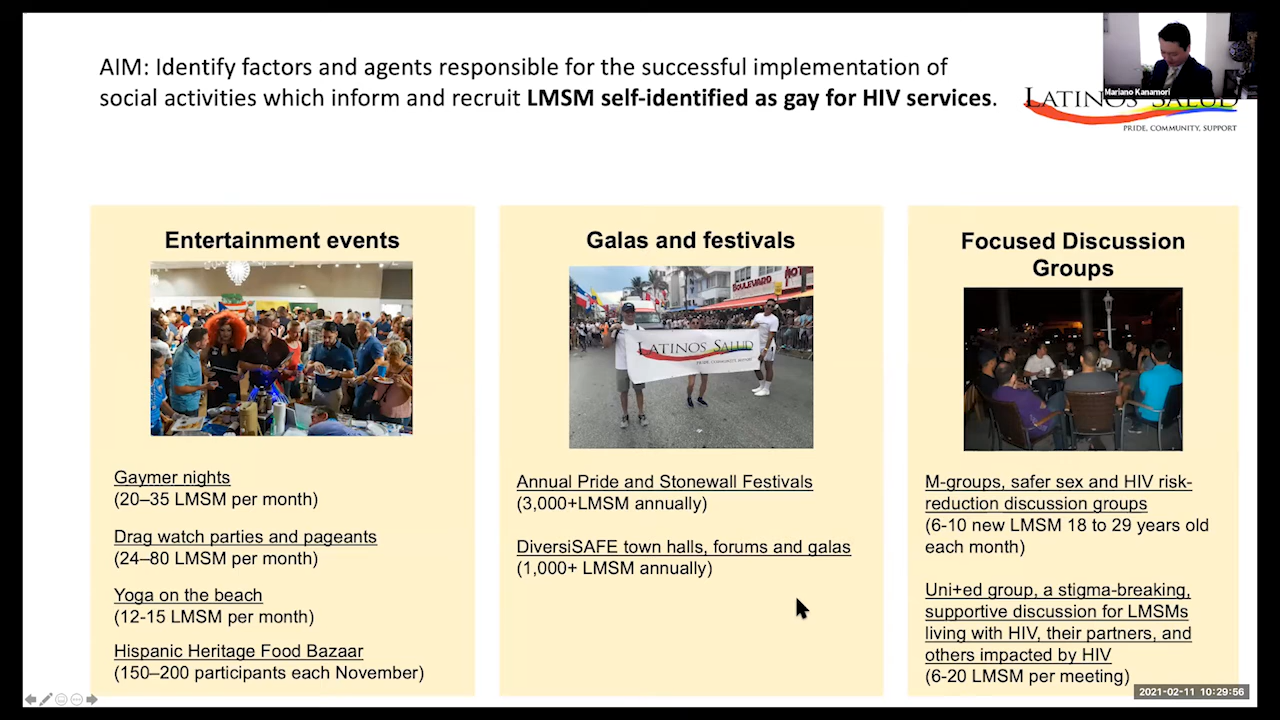 AIM: Identify factors and agents responsible for the successful implementation of
social activities which inform and recruit LMSM self-identified as gay for HIV services.
Mariano Kanamori
LATINOS SALUD
PRIDE, COMMUNITY, SUPPORT
Entertainment events
Gaymer nights
(20–35 LMSM per month)
Drag watch parties and pageants
(24–80 LMSM per month)
Yoga on the beach
(12-15 LMSM per month)
Hispanic Heritage Food Bazaar
(150–200 participants each November)
Galas and festivals
BOULEVARD
LATINOS SALUD
Annual Pride and Stonewall Festivals
(3,000+LMSM annually)
DiversiSAFE town halls, forums and galas
(1,000+ LMSM annually)
Focused Discussion
Groups
M-groups, safer sex and HIV risk-
reduction discussion groups
(6-10 new LMSM 18 to 29 years old
each month)
Uni+ed group, a stigma-breaking,
supportive discussion for LMSMs
living with HIV, their partners, and
others impacted by HIV
(6-20 LMSM per meeting)
2021-02-11 10:29:56